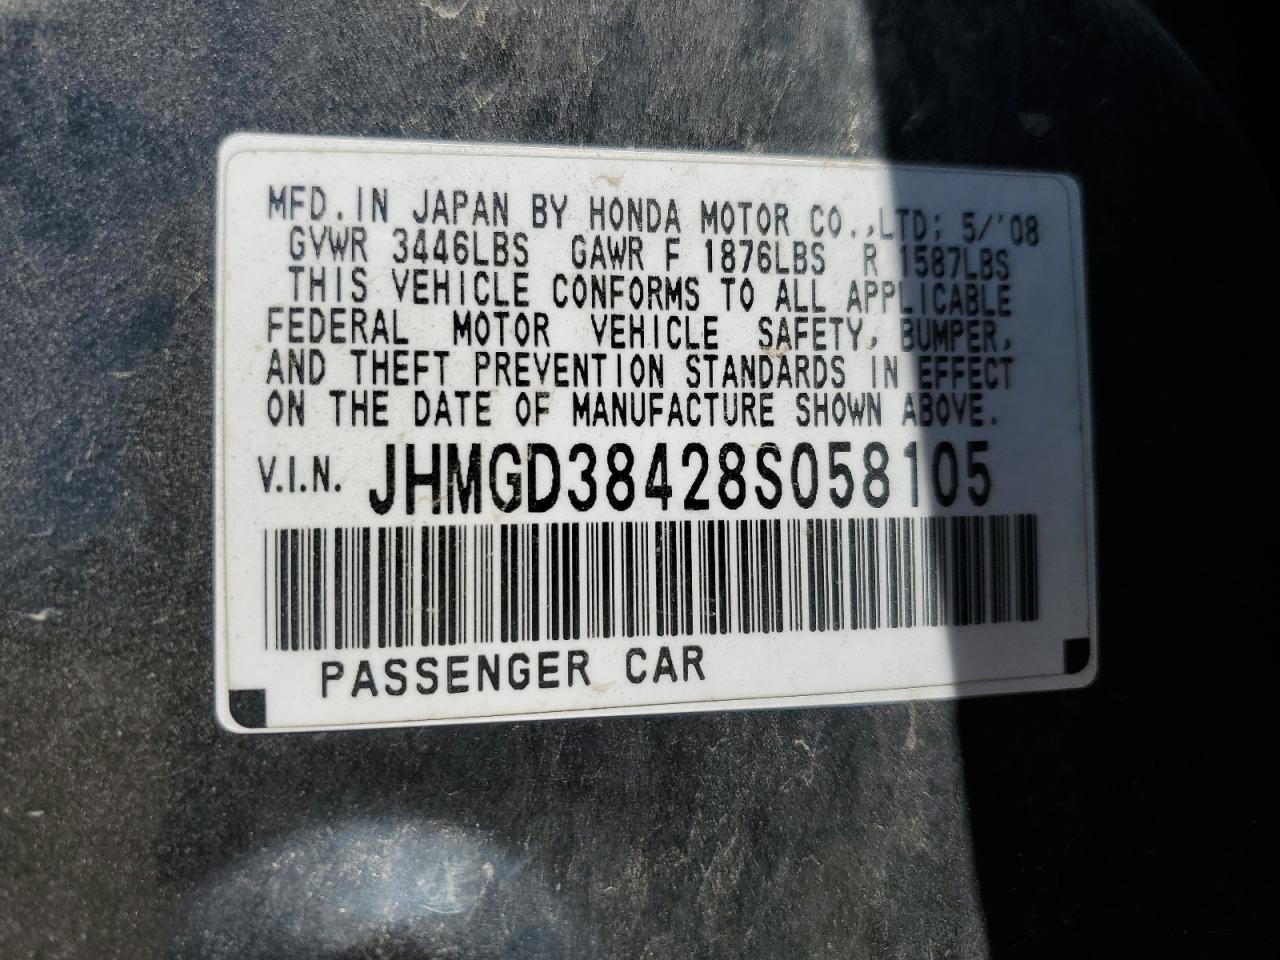 MFD. IN JAPAN BY HONDA MOTOR CO.,LTD; 5/'08
GVWR 3446LBS GAWR F 1876LBS R 1587LBS
THIS VEHICLE CONFORMS TO ALL APPLICABLE
FEDERAL MOTOR VEHICLE SAFETY, BUMPER,
AND THEFT PREVENTION STANDARDS IN EFFECT
ON THE DATE OF MANUFACTURE SHOWN ABOVE.
V.I.N. JHMGD38428S058105
PASSENGER CAR